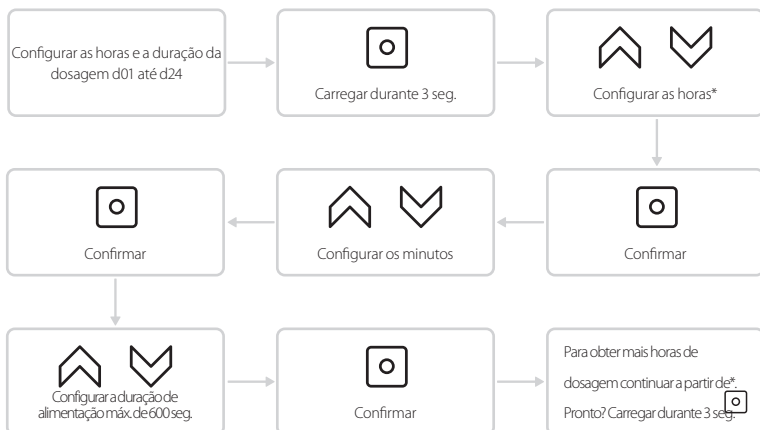 Configurar as horas e a duração da
dosagem d01 até d24
Carregar durante 3 seg.
Configurar as horas*
Confirmar
Configurar os minutos
Confirmar
Configurar a duração de
alimentação máx. de 600 seg.
Confirmar
Para obter mais horas de
dosagem continuar a partir de*.
Pronto? Carregar durante 3 seg.